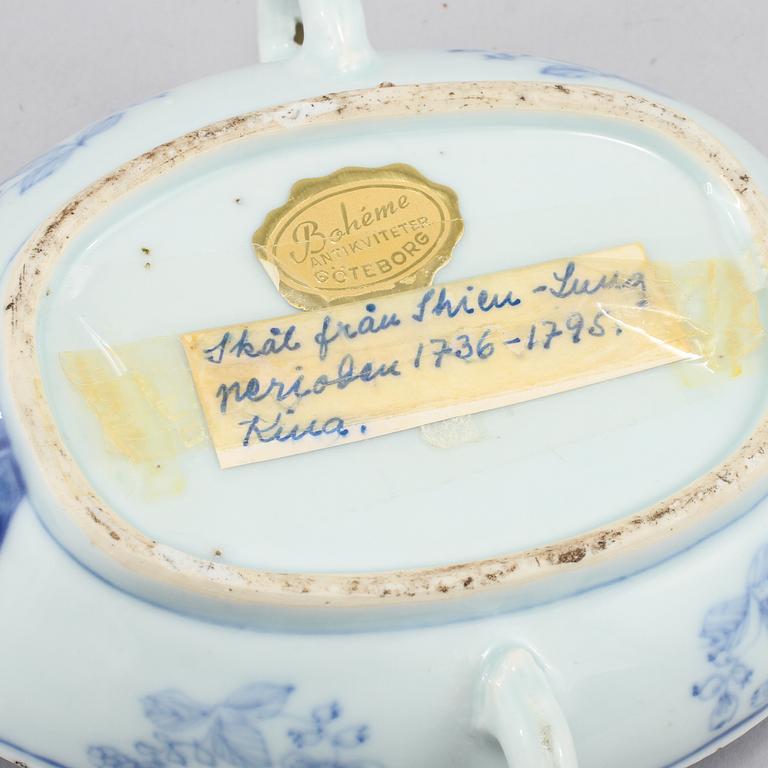 Bohéme
ANTIKVITETER
GÖTEBORG
Skål från Shien-Lung
perioden 1736-1795.
Kina.